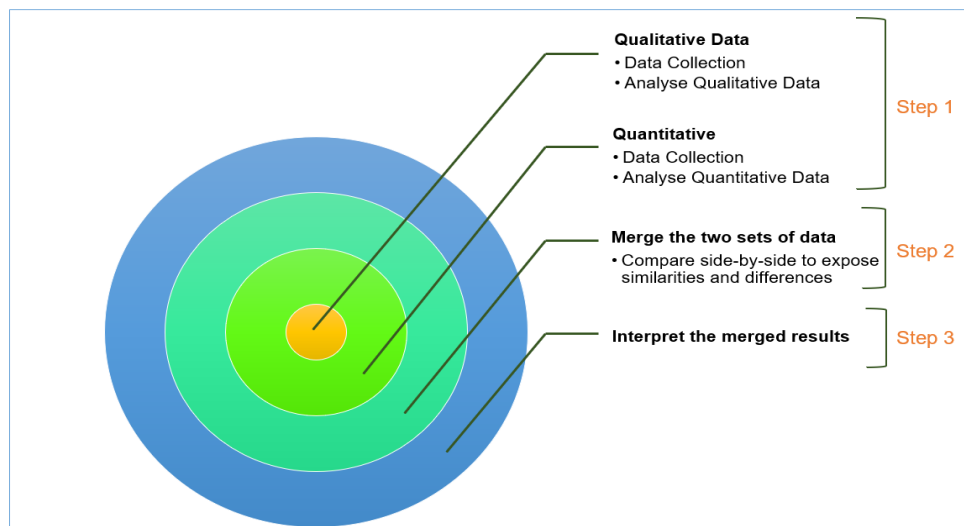 Qualitative Data
• Data Collection
• Analyse Qualitative Data
Step 1
Quantitative
• Data Collection
• Analyse Quantitative Data
Merge the two sets of data
• Compare side-by-side to expose
similarities and differences
Step 2
Interpret the merged results
Step 3